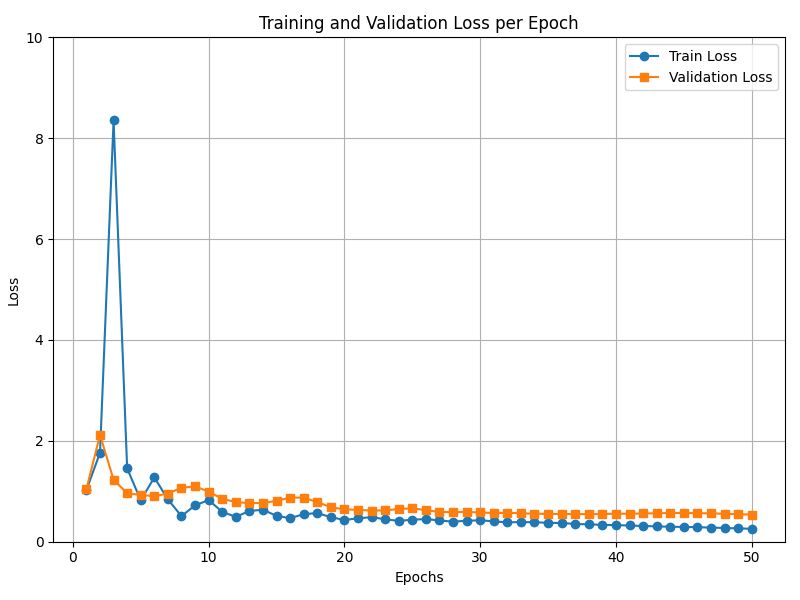 Training and Validation Loss per Epoch
Train Loss
Validation Loss
Loss
10
8
6
4
2
0
0 10 20 30 40 50
Epochs